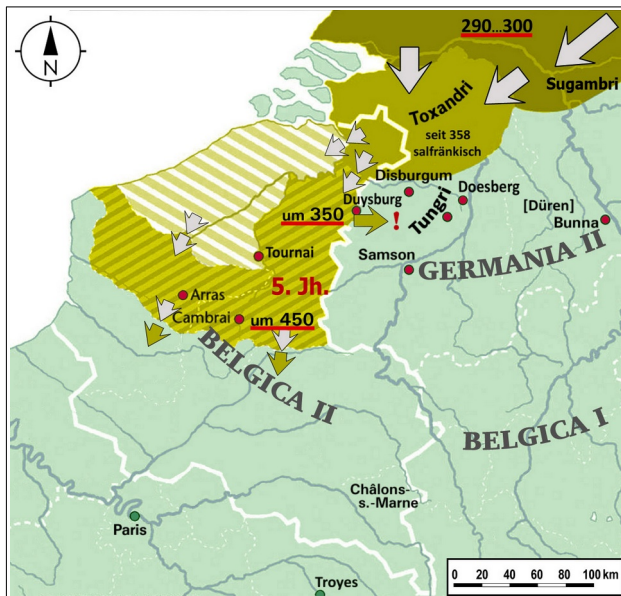 290...300
Sugambri
Toxandri
seit 358
salfränkisch
Disburgum
Duysburg
Doesberg
um 350
!
Tungri
[Düren]
Bunna
Tournai
Samson
GERMANIA II
5. Jh.
Arras
Cambrai
um 450
BELGICA II
BELGICA I
Châlons-
s.-Marne
Paris
Troyes
N
0 20 40 60 80 100 km